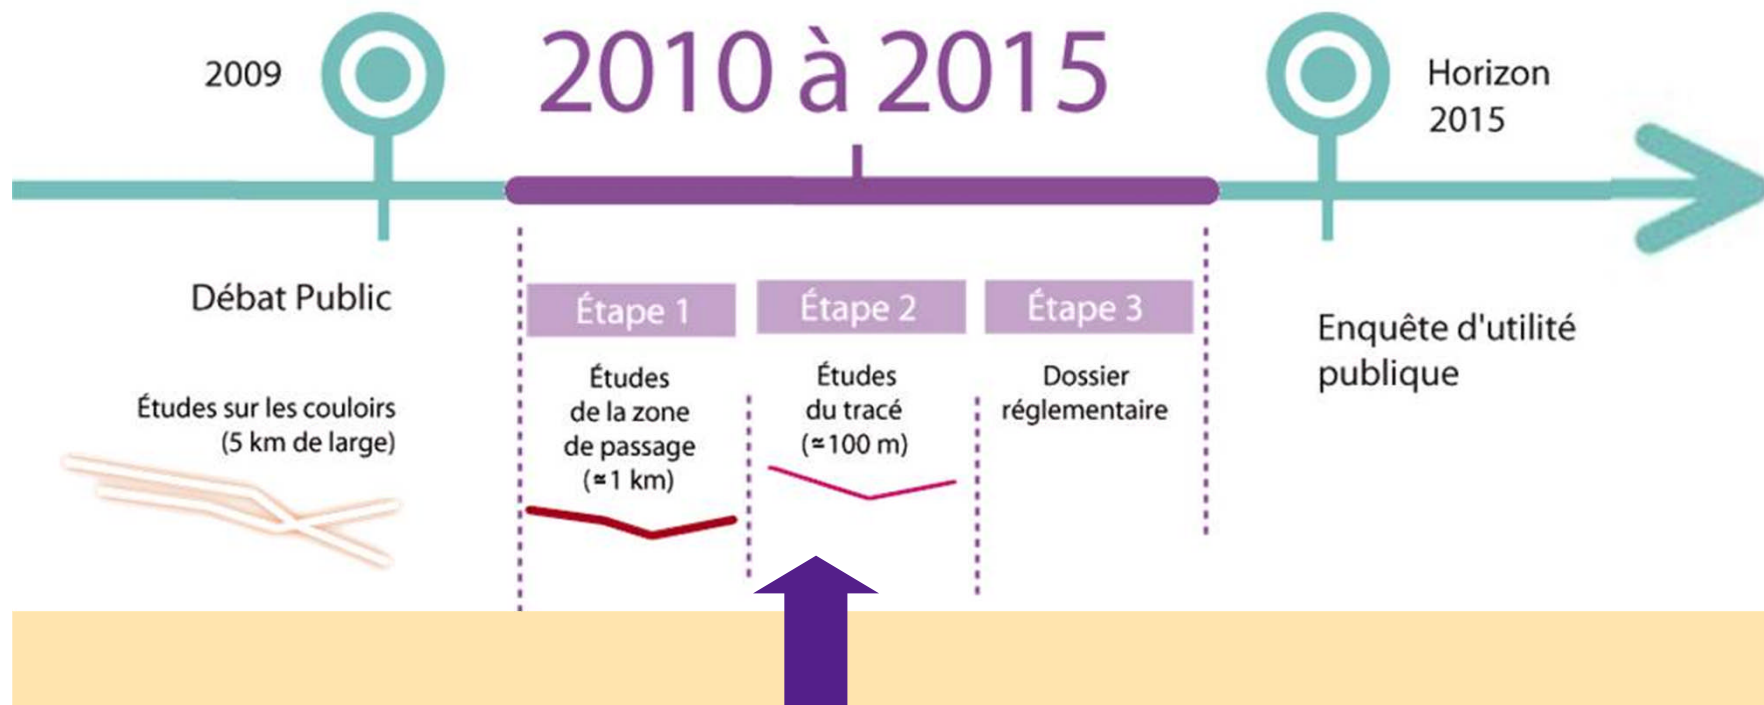 2009
2010 à 2015
Horizon
2015
Débat Public
Études sur les couloirs
(5 km de large)
Étape 1
Études
de la zone
de passage
(≃1 km)
Étape 2
Études
du tracé
(≃100 m)
Étape 3
Dossier
réglementaire
Enquête d'utilité
publique